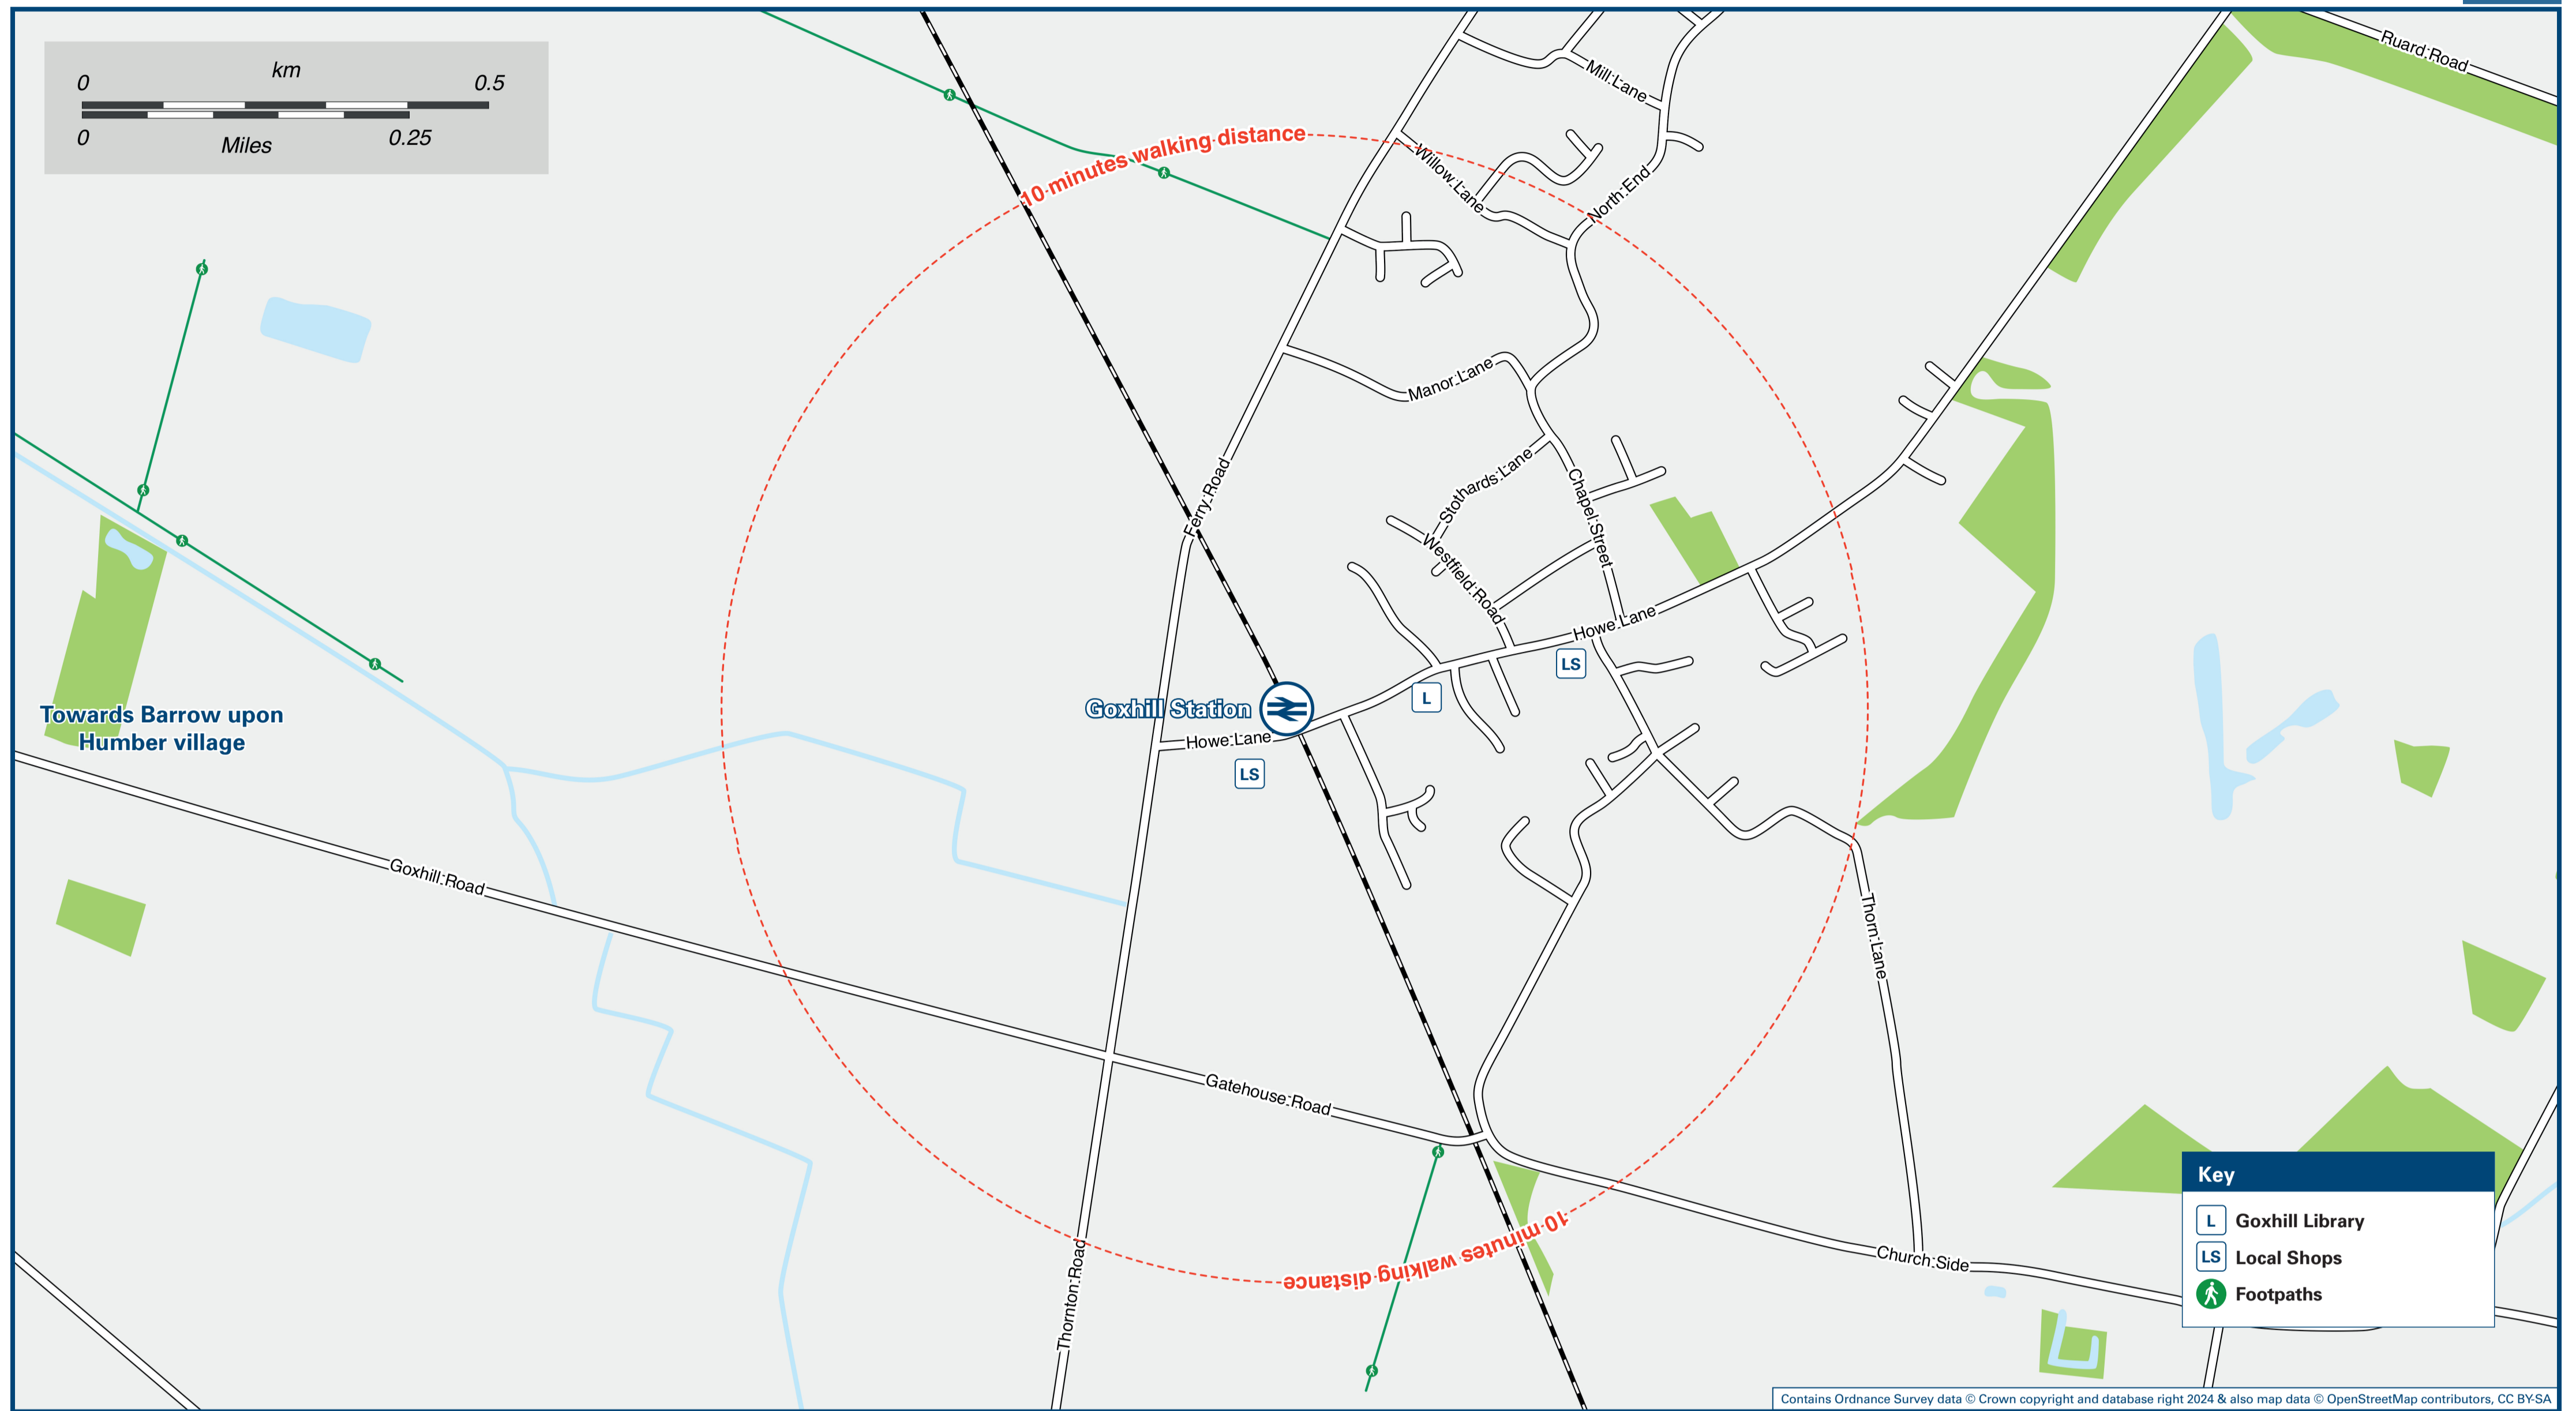 km
0
0.5
0
0.25
Miles
Ruard Road
Mill Lane
10 minutes walking distance
Willow Lane
North End
Manor Lane
Ferry Road
Stothards Lane
Chapel Street
Westfield Road
Howe Lane
LS
L
Goxhill Station
Howe Lane
LS
Towards Barrow upon
Humber village
Goxhill Road
Thorn Lane
Gatehouse Road
10 minutes walking distance
Thornton Road
Church Side
Key
L Goxhill Library
LS Local Shops
Footpaths
Contains Ordnance Survey data © Crown copyright and database right 2024 & also map data © OpenStreetMap contributors, CC BY-SA